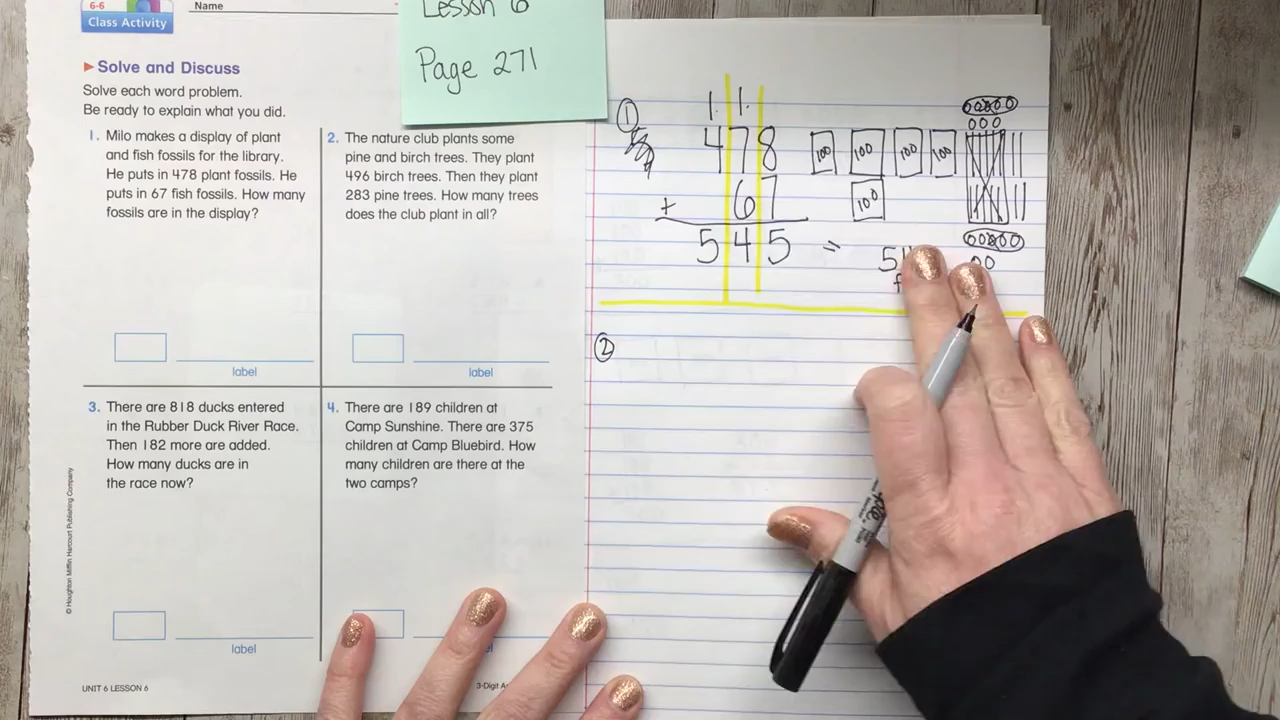 6-6
Class Activity
Name
Lesson 6
Page 271
Solve and Discuss
Solve each word problem.
Be ready to explain what you did.
1. Milo makes a display of plant
and fish fossils for the library.
He puts in 478 plant fossils. He
puts in 67 fish fossils. How many
fossils are in the display?
label
2. The nature club plants some
pine and birch trees. They plant
496 birch trees. Then they plant
283 pine trees. How many trees
does the club plant in all?
label
3. There are 818 ducks entered
in the Rubber Duck River Race.
Then 182 more are added.
How many ducks are in
the race now?
label
4. There are 189 children at
Camp Sunshine. There are 375
children at Camp Bluebird. How
many children are there at the
two camps?
© Houghton Mifflin Harcourt Publishing Company
UNIT 6 LESSON 6
1
1 1
478
+ 67
545 =
100 100 100 100
100
2